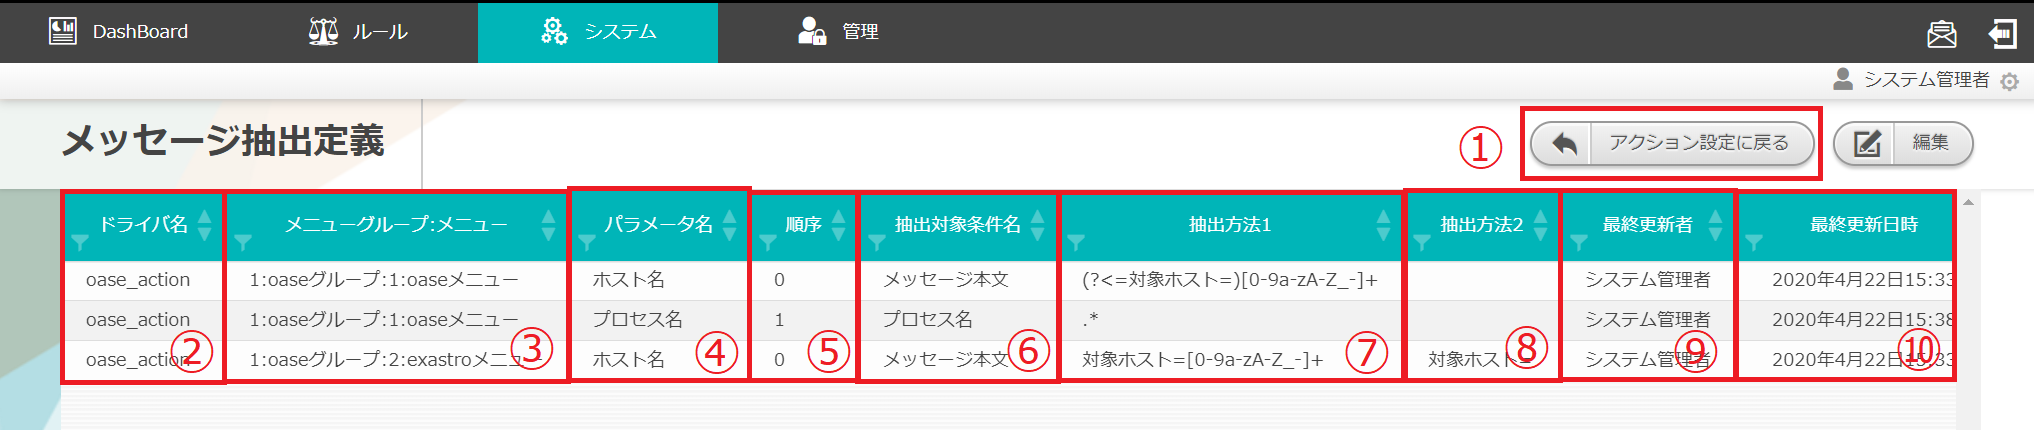 DashBoard ルール システム 管理
システム管理者
メッセージ抽出定義 ① アクション設定に戻る 編集
ドライバ名 メニューグループ:メニュー パラメータ名 順序 抽出対象条件名 抽出方法1 抽出方法2 最終更新者 最終更新日時
oase_action 1:oaseグループ:1:oaseメニュー ホスト名 0 メッセージ本文 (?<=対象ホスト=)[0-9a-zA-Z_-]+ システム管理者 2020年4月22日15:33
oase_action 1:oaseグループ:1:oaseメニュー プロセス名 1 プロセス名 .* システム管理者 2020年4月22日15:38
oase_action 1:oaseグループ:2:exastroメニュー ホスト名 0 メッセージ本文 対象ホスト=[0-9a-zA-Z_-]+ 対象ホスト= システム管理者 2020年4月22日15:33
② ③ ④ ⑤ ⑥ ⑦ ⑧ ⑨ ⑩